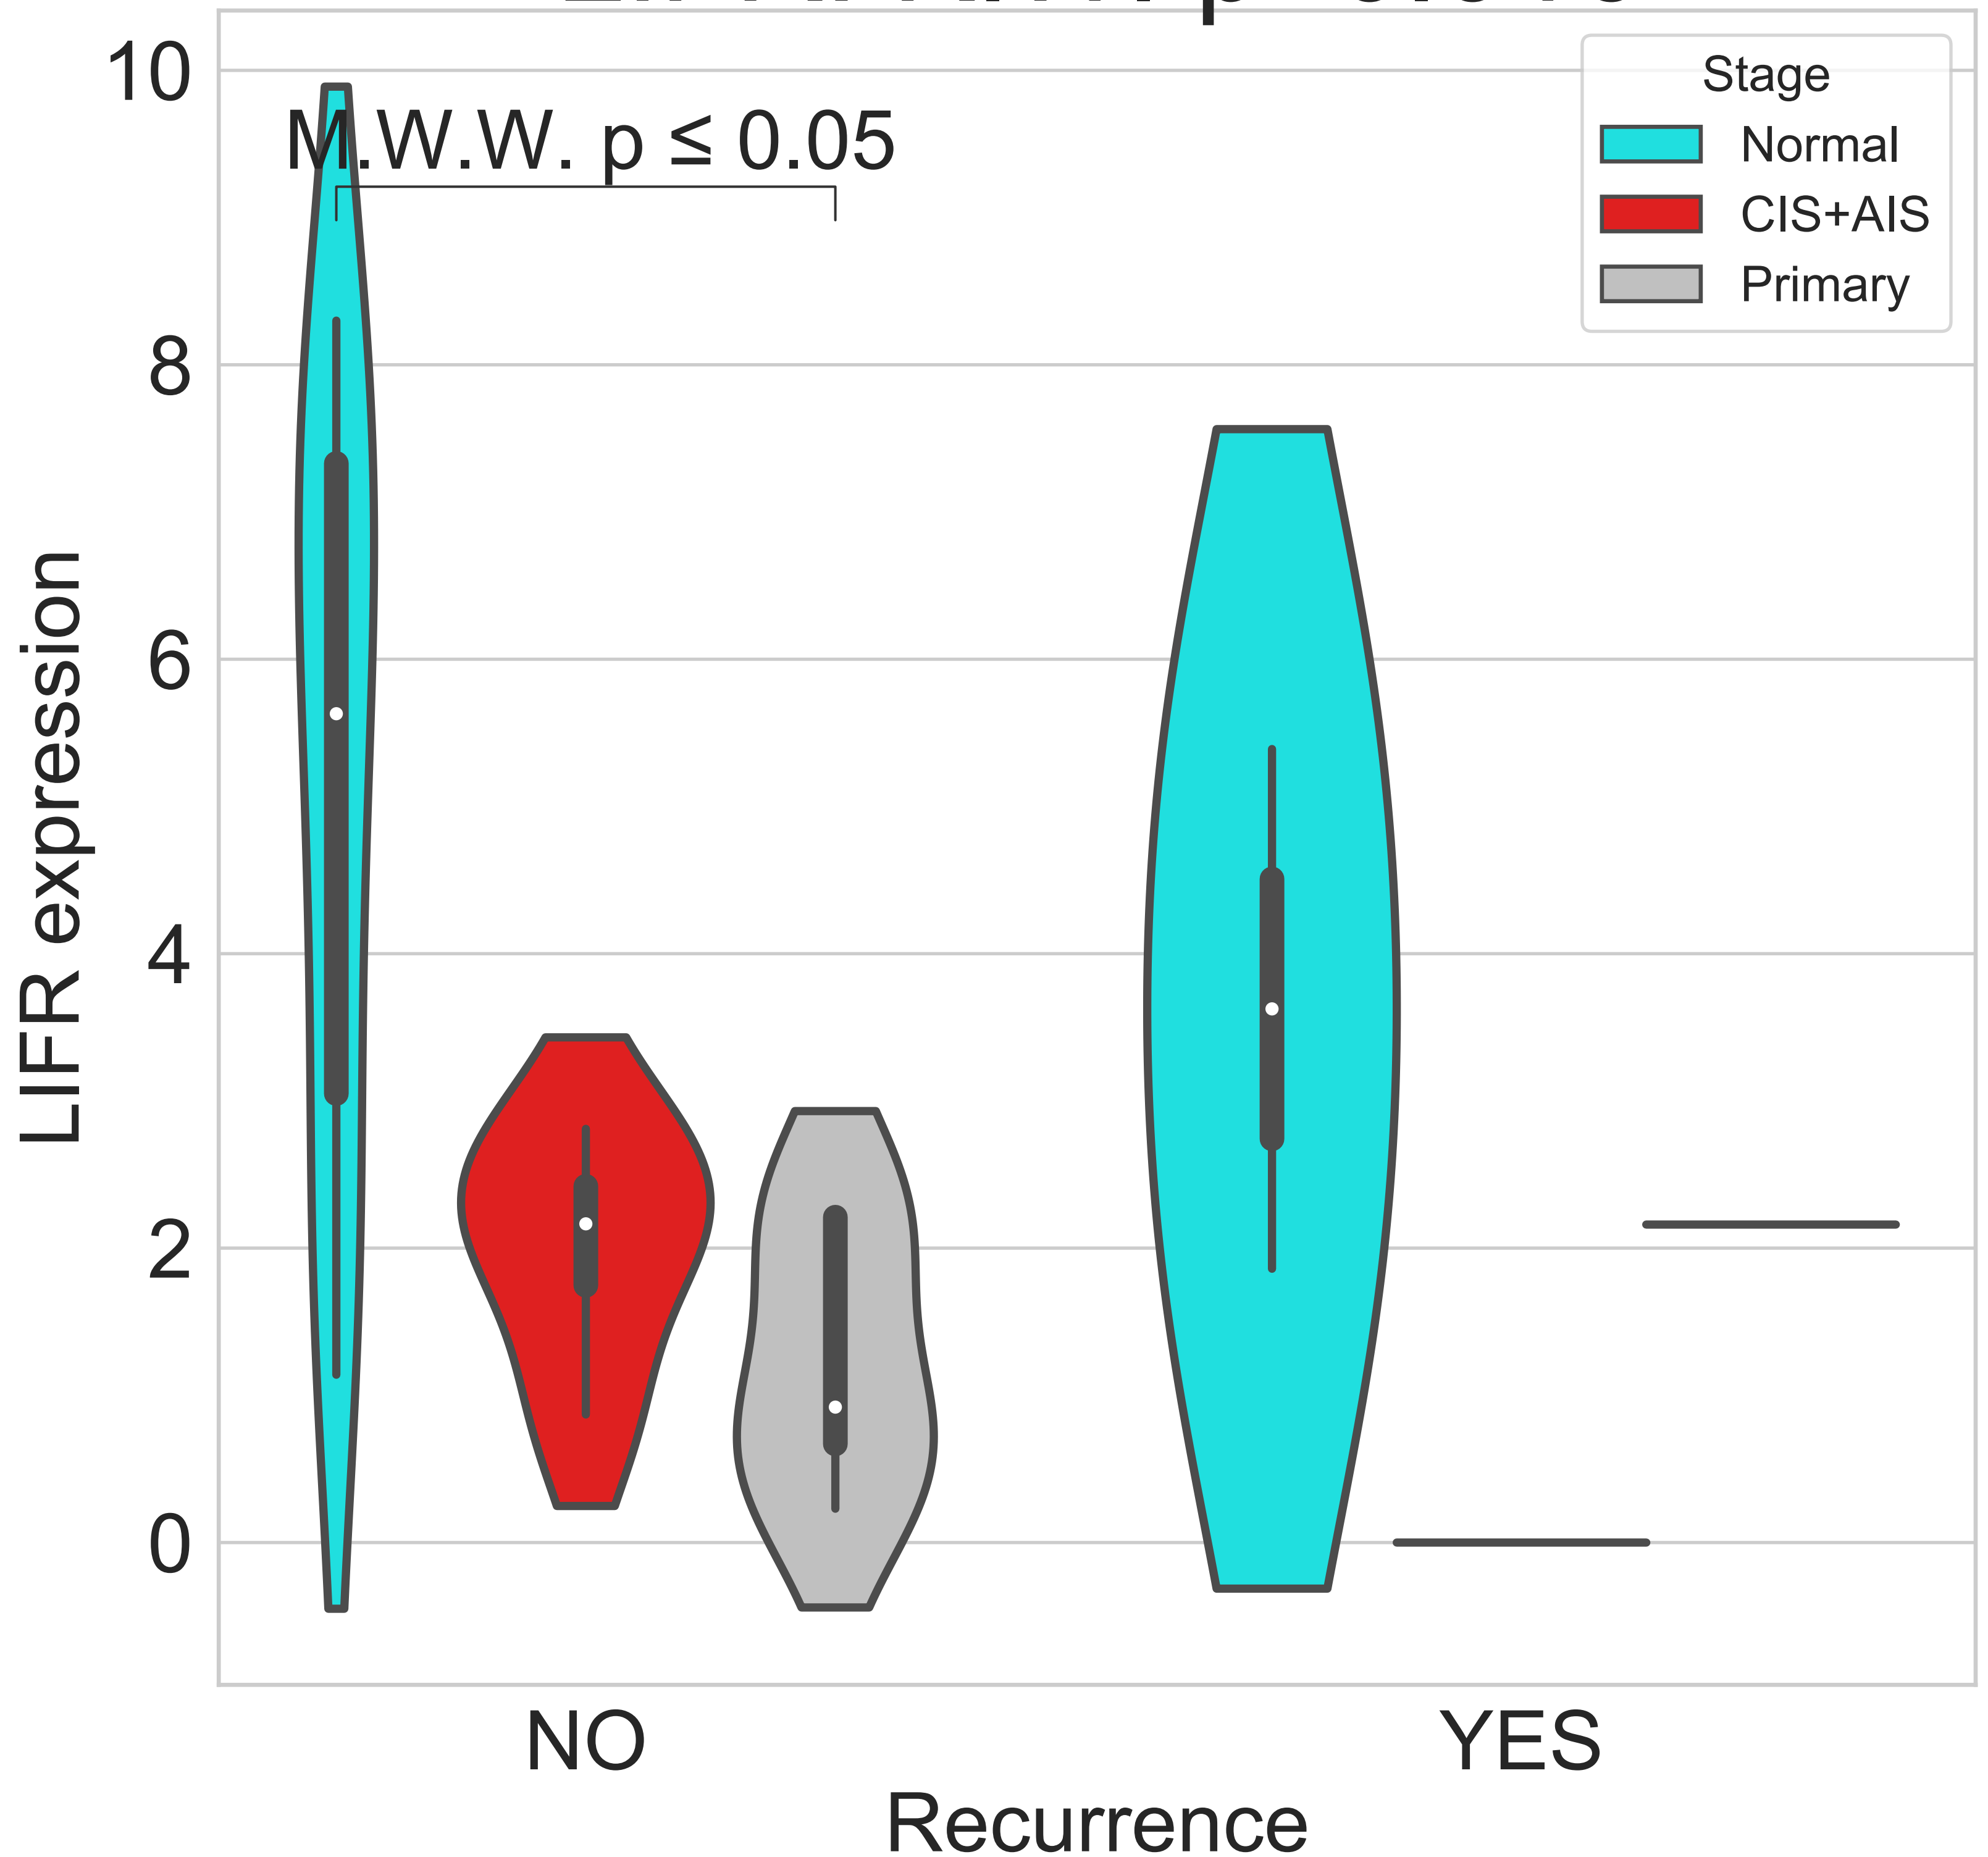 10
8
6
4
2
0
LIFR expression
M.W.W. p ≤ 0.05
Stage
Normal
CIS+AIS
Primary
NO
YES
Recurrence